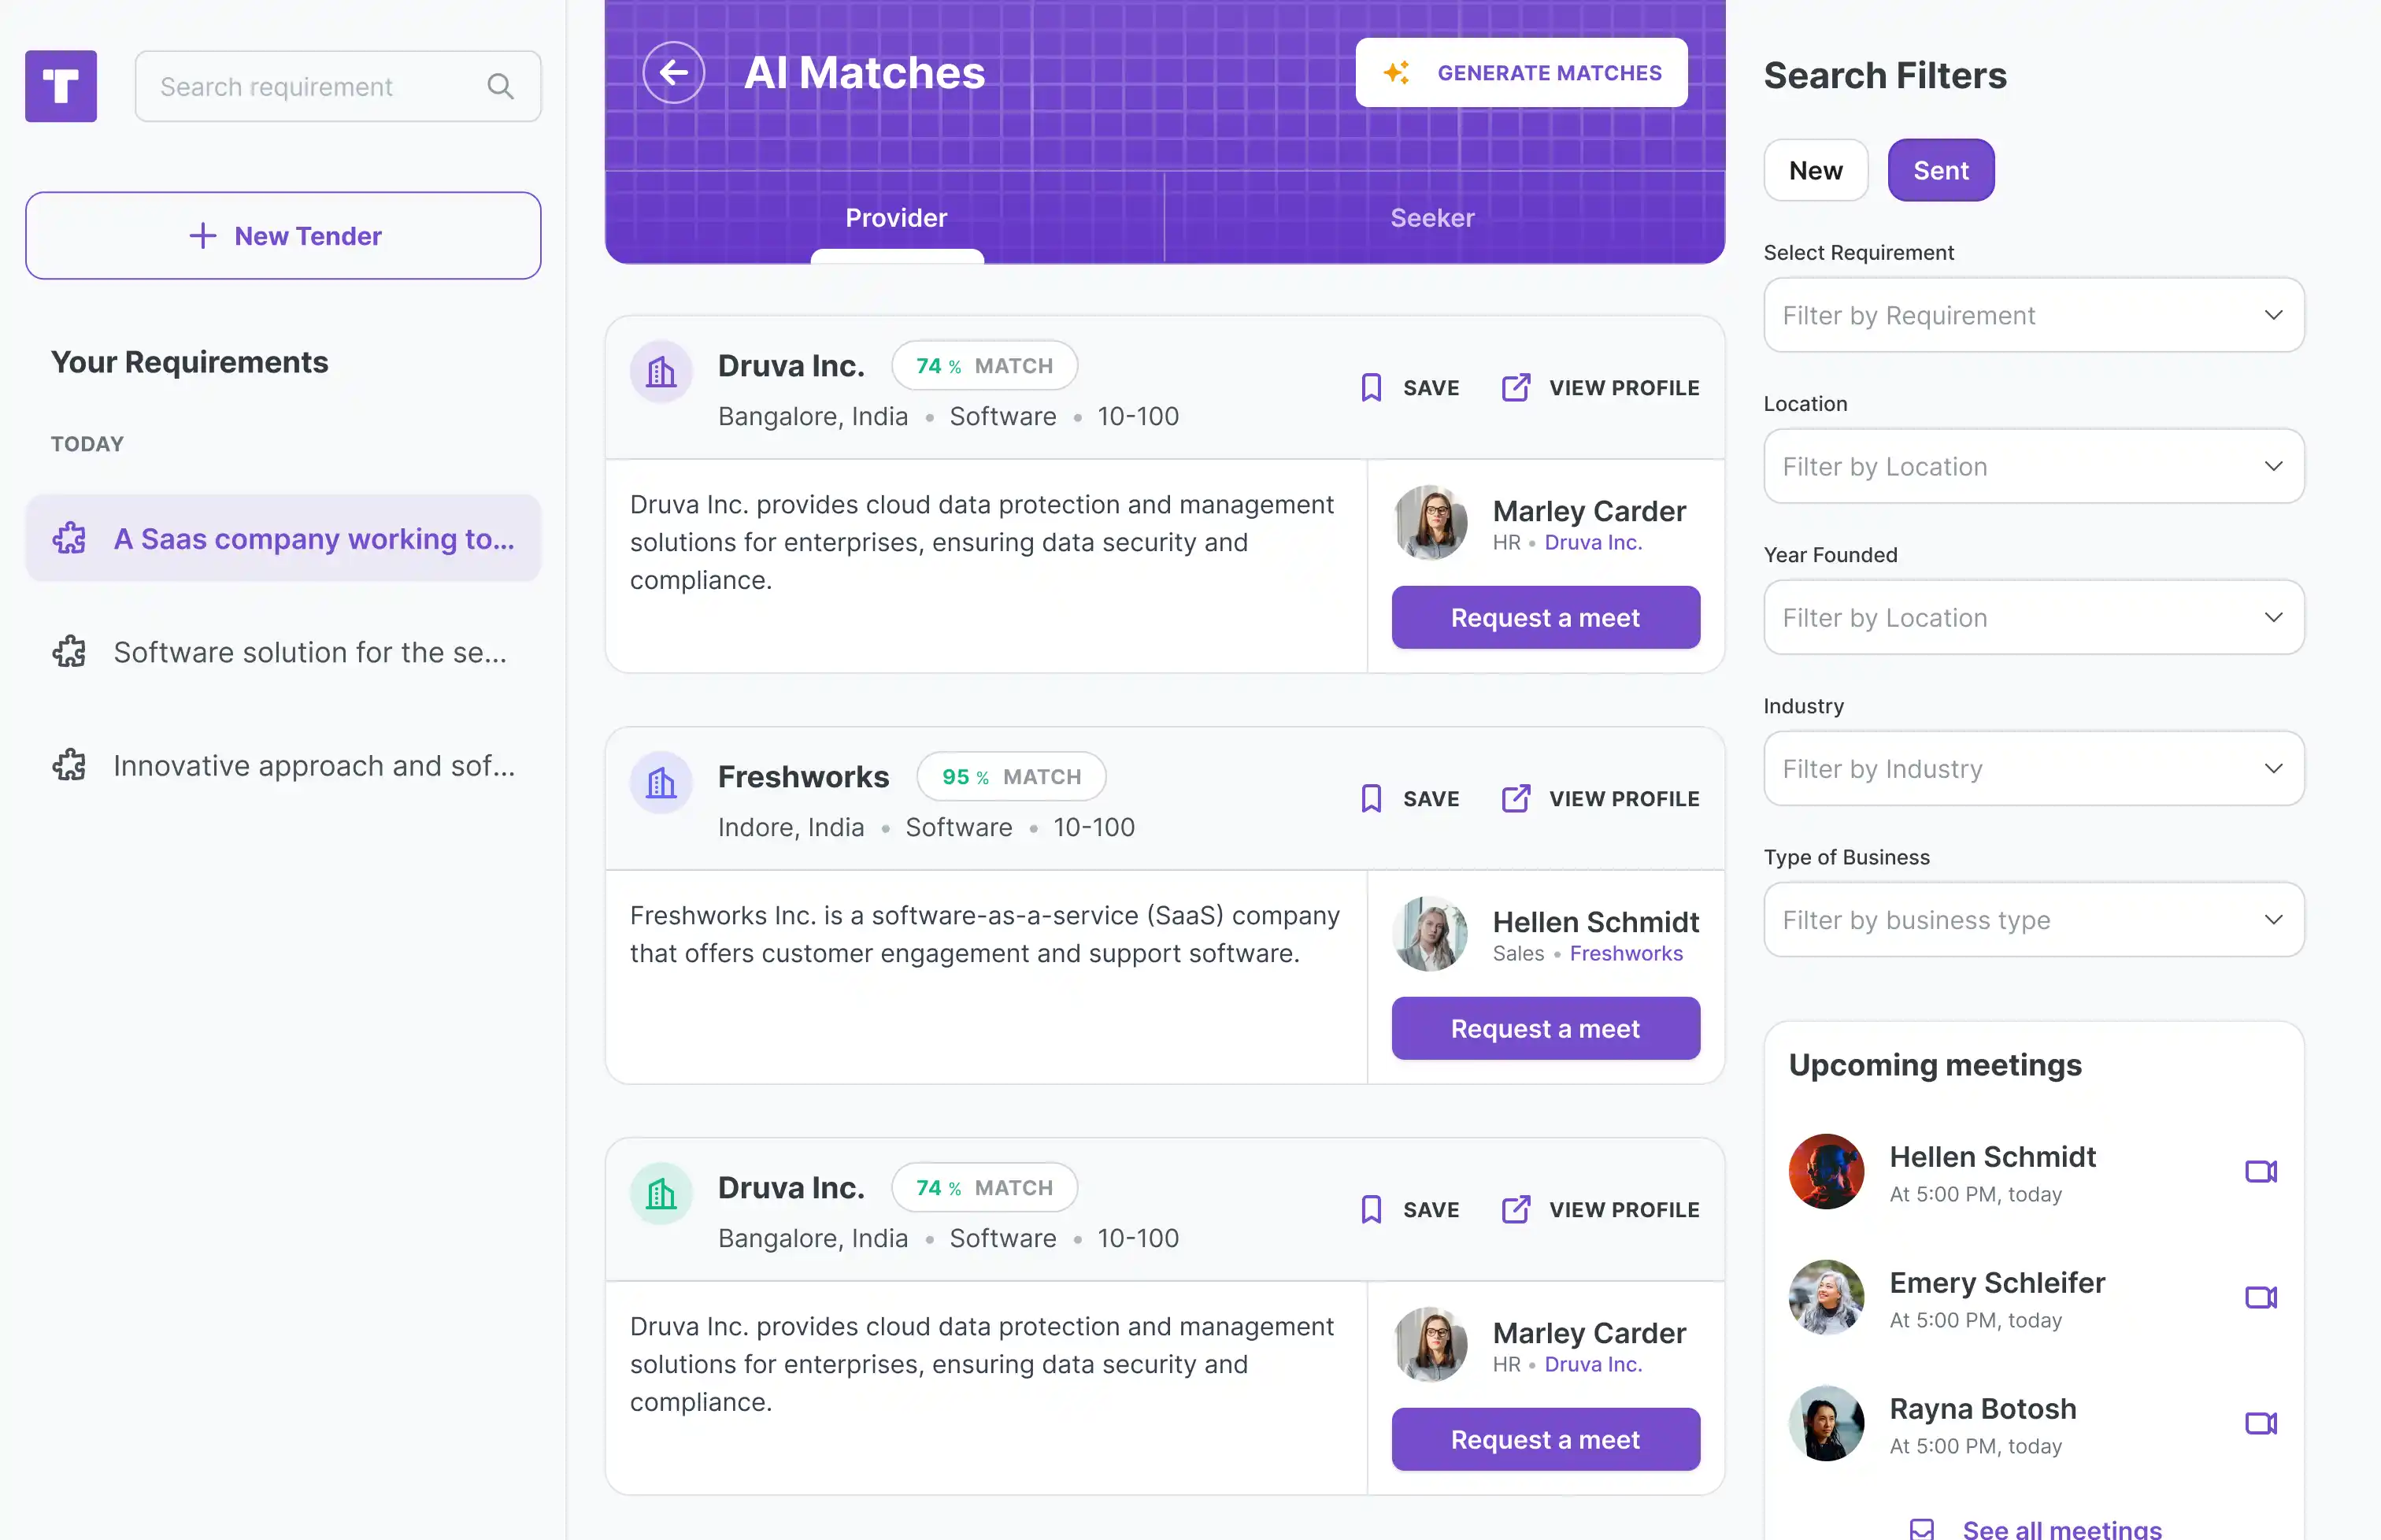 T
Search requirement
New Tender
Your Requirements
TODAY
A Saas company working to...
Software solution for the se...
Innovative approach and sof...
AI Matches
GENERATE MATCHES
Provider
Seeker
Druva Inc.
74 % MATCH
Bangalore, India • Software • 10-100
SAVE
VIEW PROFILE
Druva Inc. provides cloud data protection and management
solutions for enterprises, ensuring data security and
compliance.
Marley Carder
HR • Druva Inc.
Request a meet
Freshworks
95 % MATCH
Indore, India • Software • 10-100
SAVE
VIEW PROFILE
Freshworks Inc. is a software-as-a-service (SaaS) company
that offers customer engagement and support software.
Hellen Schmidt
Sales • Freshworks
Request a meet
Druva Inc.
74 % MATCH
Bangalore, India • Software • 10-100
SAVE
VIEW PROFILE
Druva Inc. provides cloud data protection and management
solutions for enterprises, ensuring data security and
compliance.
Marley Carder
HR • Druva Inc.
Request a meet
Search Filters
New
Sent
Select Requirement
Filter by Requirement
Location
Filter by Location
Year Founded
Filter by Location
Industry
Filter by Industry
Type of Business
Filter by business type
Upcoming meetings
Hellen Schmidt
At 5:00 PM, today
Emery Schleifer
At 5:00 PM, today
Rayna Botosh
At 5:00 PM, today
See all meetings